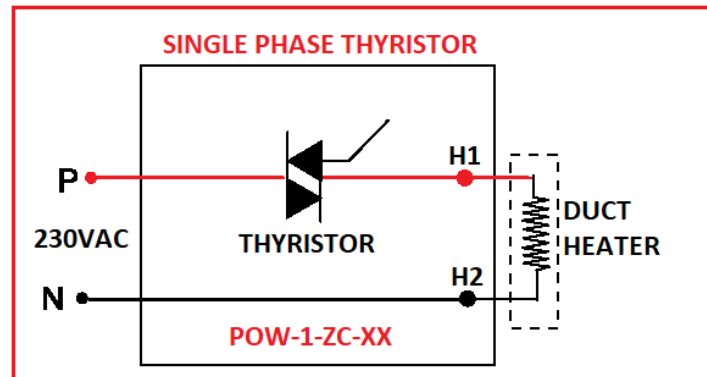 SINGLE PHASE THYRISTOR
P
H1
230VAC
THYRISTOR
DUCT
HEATER
N
H2
POW-1-ZC-XX